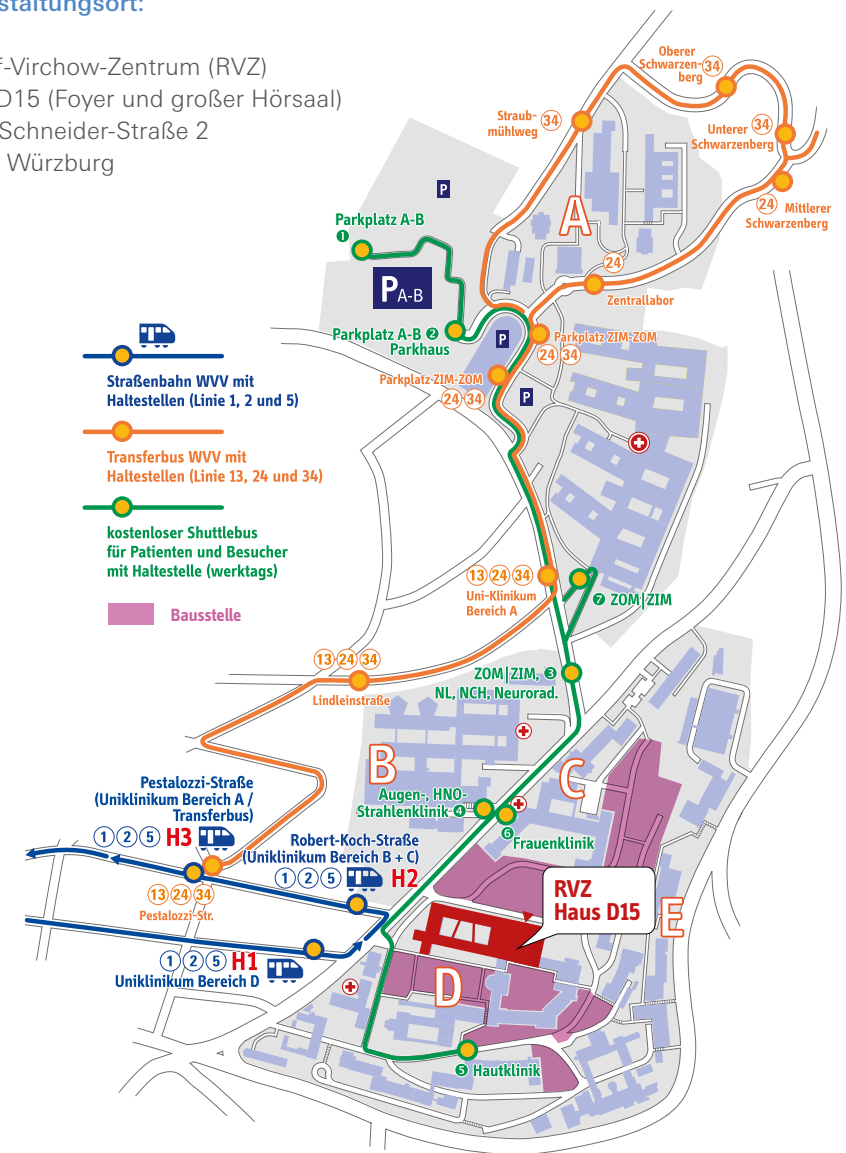 staltungsort:
f-Virchow-Zentrum (RVZ)
D15 (Foyer und großer Hörsaal)
Schneider-Straße 2
Würzburg
Oberer
Schwarzen-
berg 34
Straub-
mühlweg 34
Unterer 34
Schwarzenberg
24 Mittlerer
Schwarzenberg
A
P
Parkplatz A-B
1
P A-B
24
Zentrallabor
Parkplatz A-B 2
Parkhaus
P
Parkplatz ZIM-ZOM
24 34
Parkplatz ZIM-ZOM
24 34
P
Straßenbahn WVV mit
Haltestellen (Linie 1, 2 und 5)
Transferbus WVV mit
Haltestellen (Linie 13, 24 und 34)
kostenloser Shuttlebus
für Patienten und Besucher
mit Haltestelle (werktags)
Bausstelle
13 24 34
Uni-Klinikum
Bereich A
7 ZOM|ZIM
13 24 34
Lindleinstraße
ZOM|ZIM, 3
NL, NCH, Neurorad.
B
C
Augen-, HNO-
Strahlenklinik 4
6
Frauenklinik
Pestalozzi-Straße
(Uniklinikum Bereich A /
Transferbus)
1 2 5 H3
13 24 34
Pestalozzi-Str.
Robert-Koch-Straße
(Uniklinikum Bereich B + C)
1 2 5 H2
RVZ
Haus D15
E
1 2 5 H1
Uniklinikum Bereich D
D
5 Hautklinik